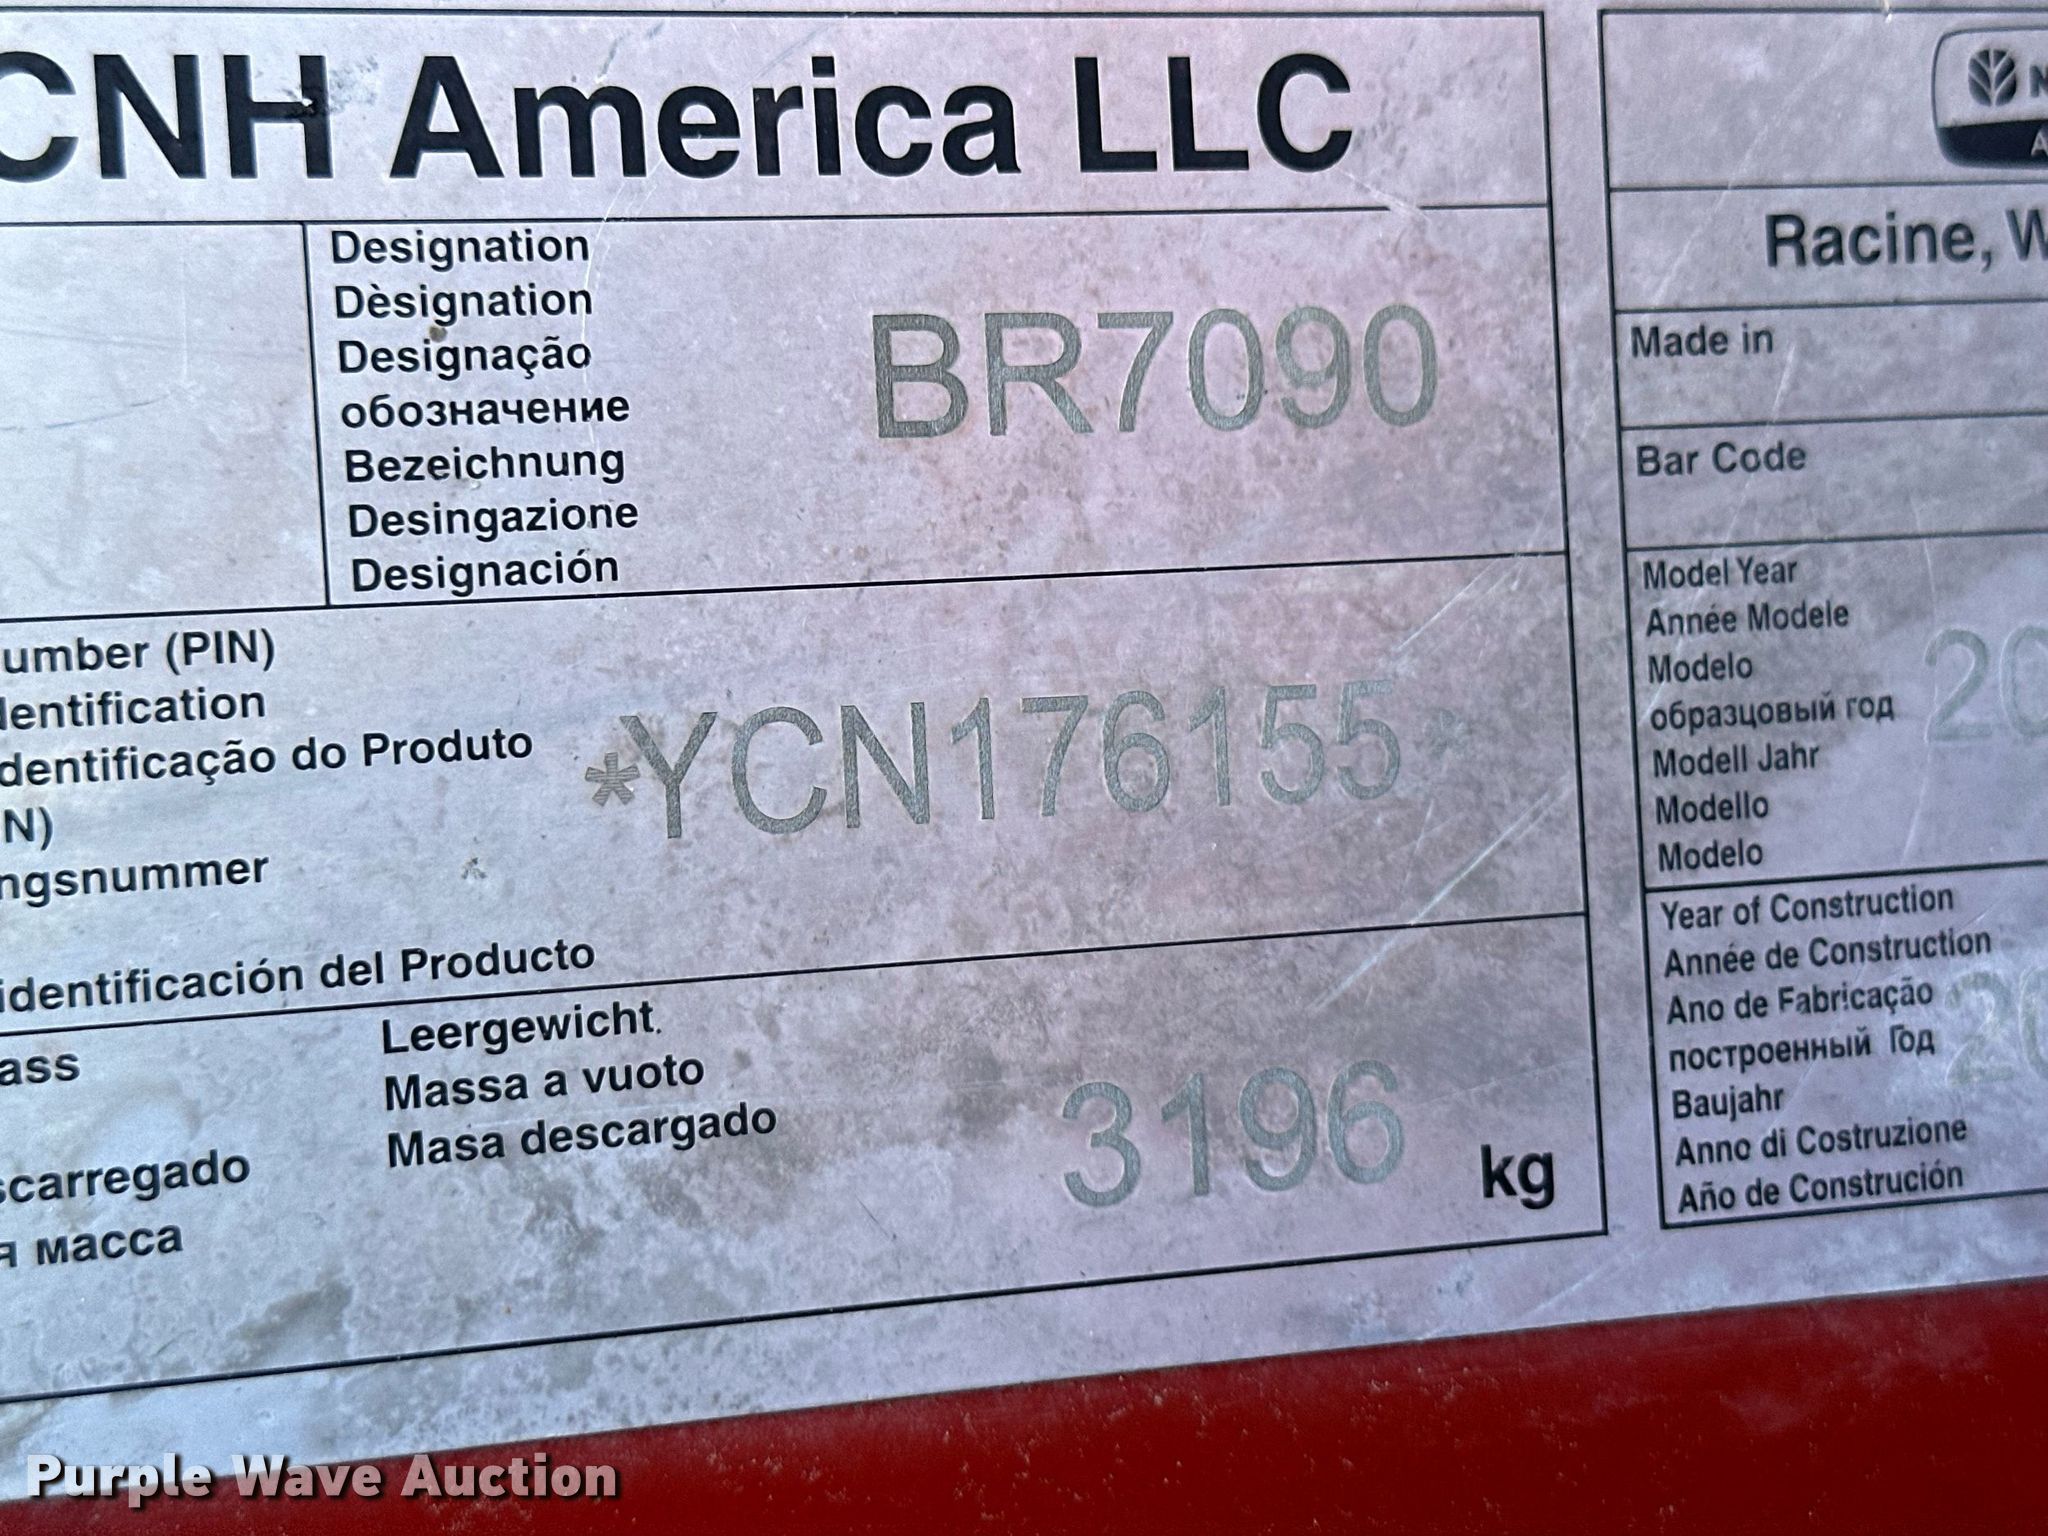 CNH America LLC
Designation
Dèsignation
Designação
обозначение
Bezeichnung
Desingazione
Designación
BR7090
umber (PIN)
dentification
dentificação do Produto
N)
ngsnummer
identificación del Producto
*YCN176155*
ass
scarregado
я масса
Leergewicht.
Massa a vuoto
Masa descargado
3196
kg
N
A
Racine, W
Made in
Bar Code
Model Year
Année Modele
Modelo
образцовый год
Modell Jahr
Modello
Modelo
20
Year of Construction
Année de Construction
Ano de Fabricação
построенный Год
Baujahr
Anno di Costruzione
Año de Construción
20
Purple Wave Auction